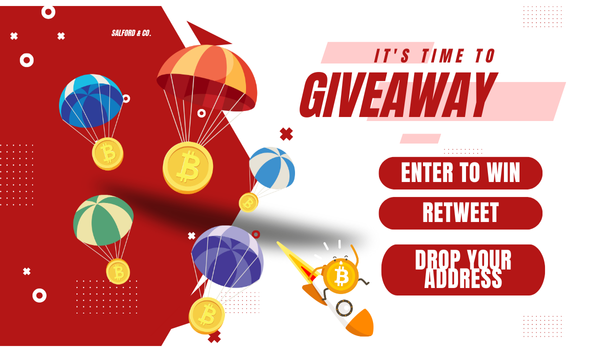 SALFORD & CO.
IT'S TIME TO
GIVEAWAY
ENTER TO WIN
RETWEET
DROP YOUR
ADDRESS